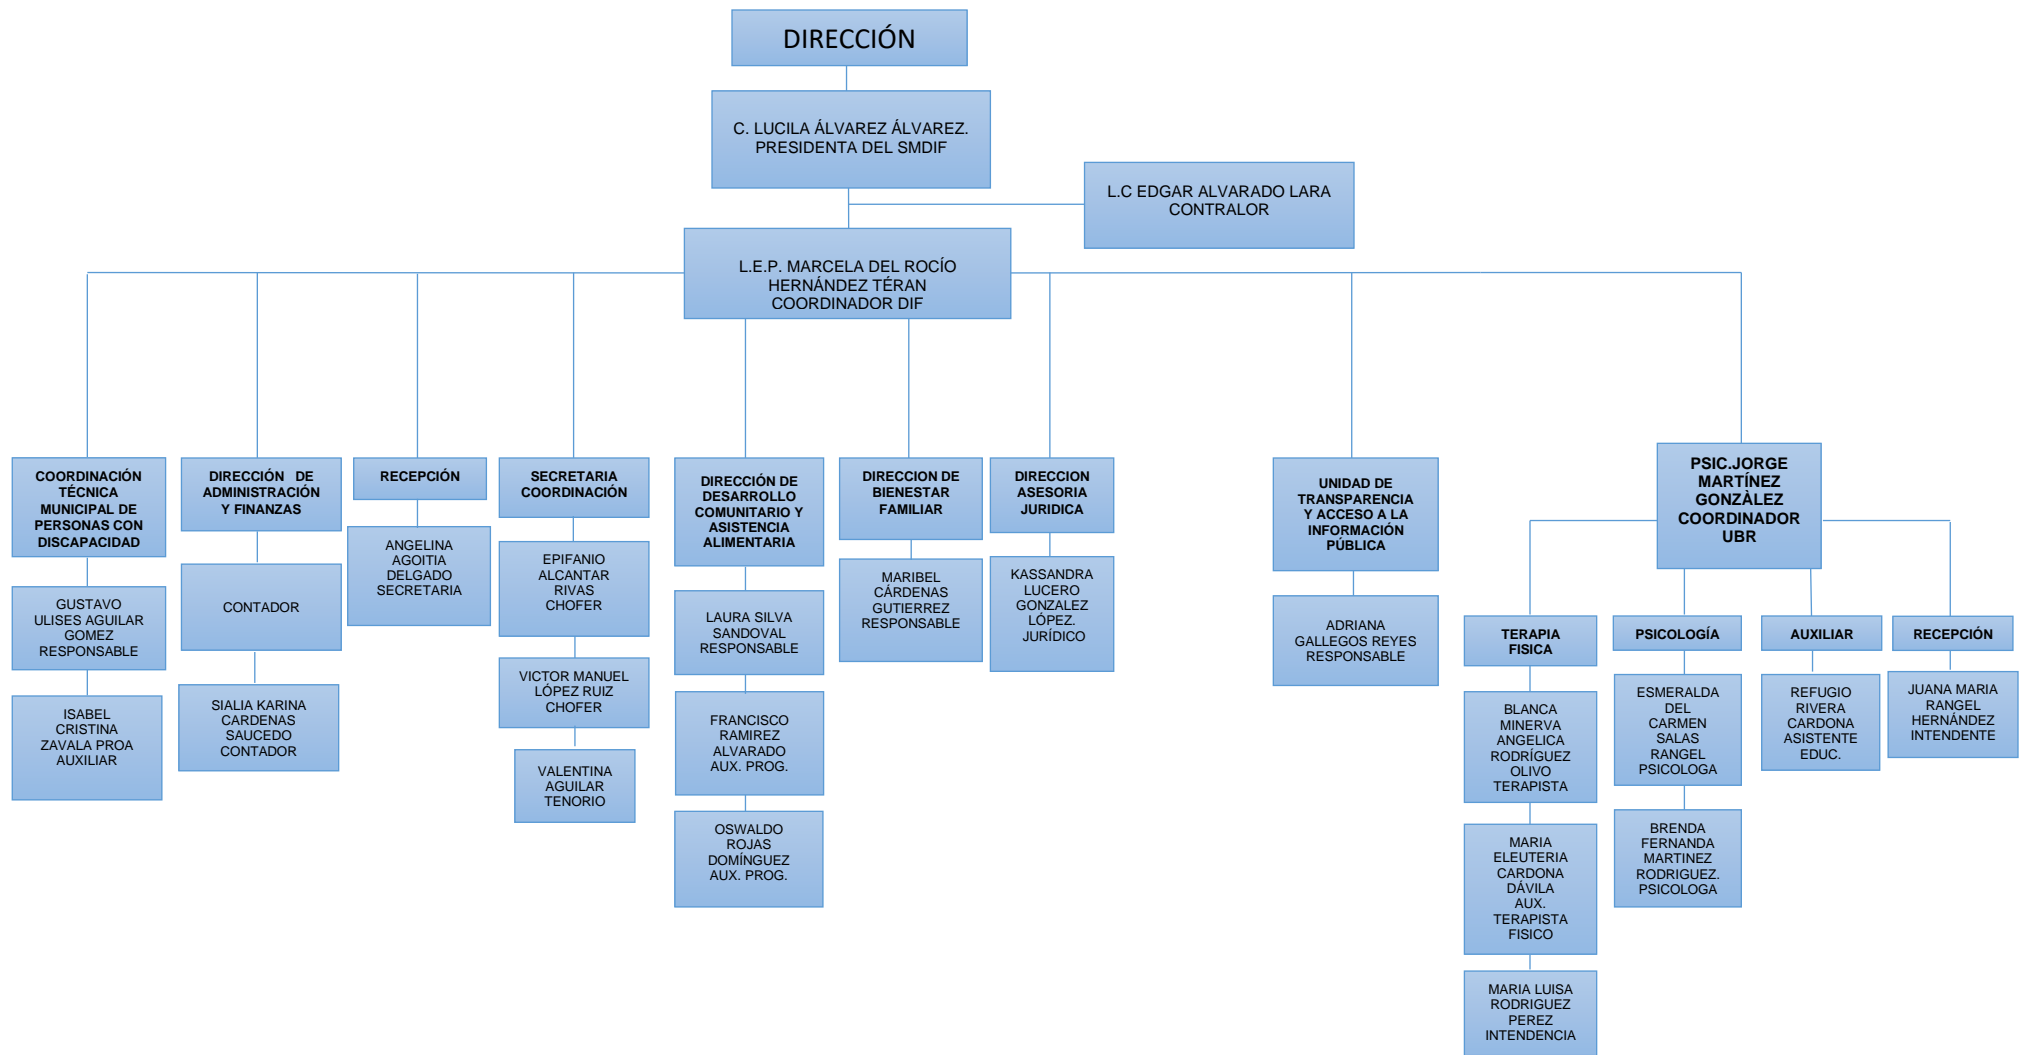 DIRECCIÓN
C. LUCILA ÁLVAREZ ÁLVAREZ.
PRESIDENTA DEL SMDIF
L.C EDGAR ALVARADO LARA
CONTRALOR
L.E.P. MARCELA DEL ROCÍO
HERNÁNDEZ TÉRAN
COORDINADOR DIF
COORDINACIÓN
TÉCNICA
MUNICIPAL DE
PERSONAS CON
DISCAPACIDAD
GUSTAVO
ULISES AGUILAR
GOMEZ
RESPONSABLE
ISABEL
CRISTINA
ZAVALA PROA
AUXILIAR
DIRECCIÓN DE
ADMINISTRACIÓN
Y FINANZAS
CONTADOR
SIALIA KARINA
CARDENAS
SAUCEDO
CONTADOR
RECEPCIÓN
ANGELINA
AGOITIA
DELGADO
SECRETARIA
SECRETARIA
COORDINACIÓN
EPIFANIO
ALCANTAR
RIVAS
CHOFER
VICTOR MANUEL
LÓPEZ RUIZ
CHOFER
VALENTINA
AGUILAR
TENORIO
DIRECCIÓN DE
DESARROLLO
COMUNITARIO Y
ASISTENCIA
ALIMENTARIA
LAURA SILVA
SANDOVAL
RESPONSABLE
FRANCISCO
RAMIREZ
ALVARADO
AUX. PROG.
OSWALDO
ROJAS
DOMÍNGUEZ
AUX. PROG.
DIRECCION DE
BIENESTAR
FAMILIAR
MARIBEL
CÁRDENAS
GUTIERREZ
RESPONSABLE
DIRECCION
ASESORIA
JURIDICA
KASSANDRA
LUCERO
GONZALEZ
LÓPEZ.
JURÍDICO
UNIDAD DE
TRANSPARENCIA
Y ACCESO A LA
INFORMACIÓN
PÚBLICA
ADRIANA
GALLEGOS REYES
RESPONSABLE
PSIC.JORGE
MARTÍNEZ
GONZÀLEZ
COORDINADOR
UBR
TERAPIA
FISICA
BLANCA
MINERVA
ANGELICA
RODRÍGUEZ
OLIVO
TERAPISTA
MARIA
ELEUTERIA
CARDONA
DÁVILA
AUX.
TERAPISTA
FISICO
MARIA LUISA
RODRIGUEZ
PEREZ
INTENDENCIA
PSICOLOGÍA
ESMERALDA
DEL
CARMEN
SALAS
RANGEL
PSICOLOGA
BRENDA
FERNANDA
MARTINEZ
RODRIGUEZ.
PSICOLOGA
AUXILIAR
REFUGIO
RIVERA
CARDONA
ASISTENTE
EDUC.
RECEPCIÓN
JUANA MARIA
RANGEL
HERNÁNDEZ
INTENDENTE